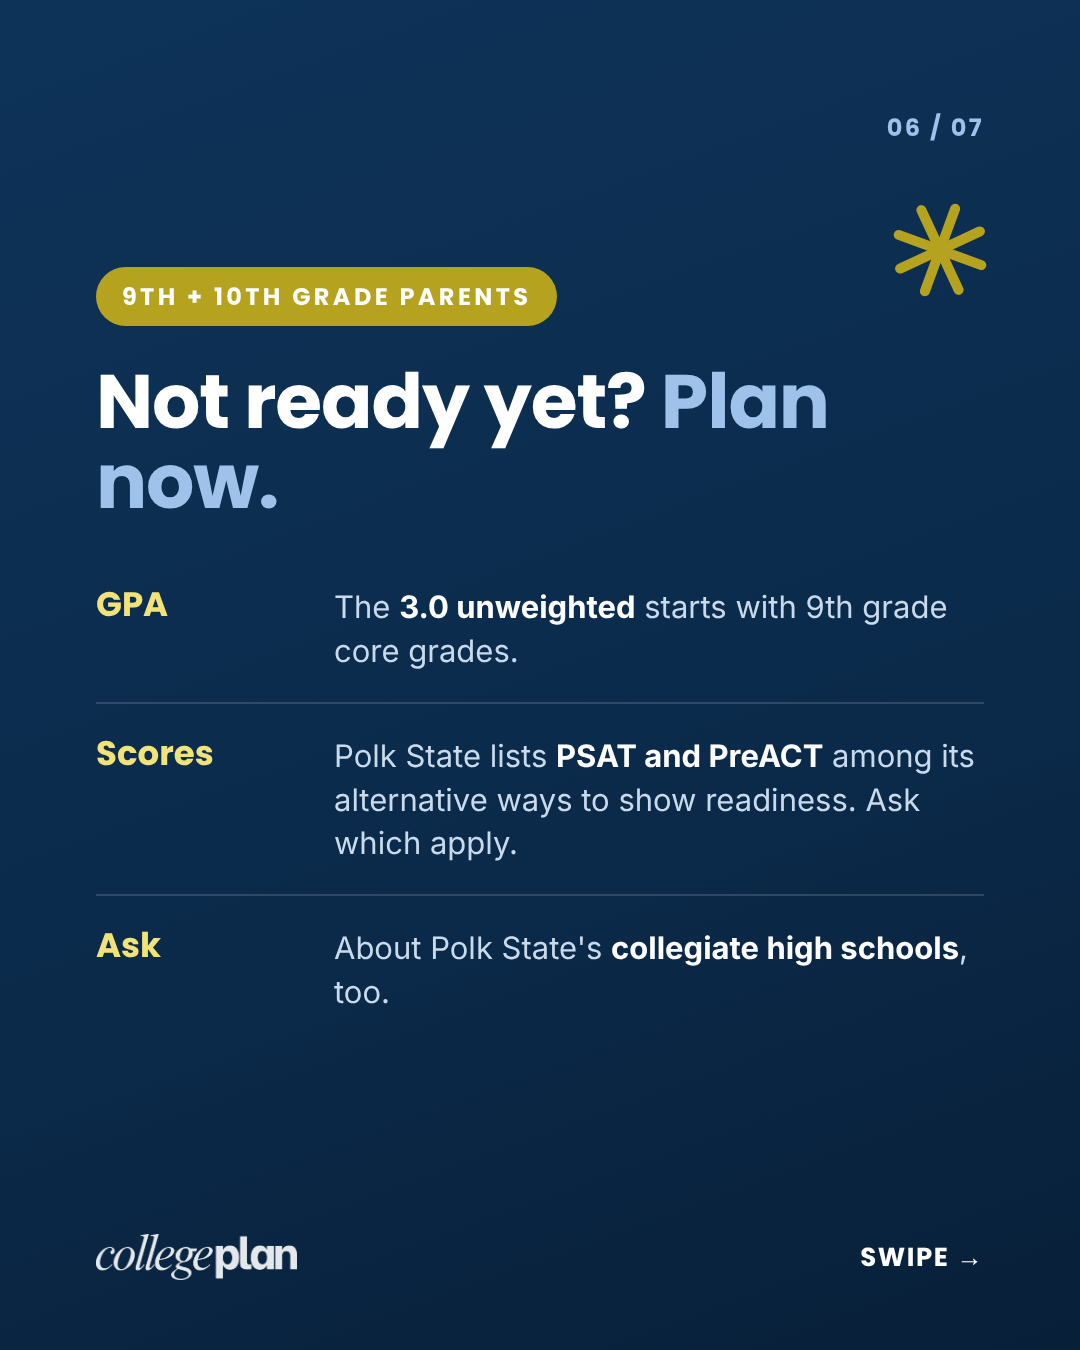 06 / 07
9TH + 10TH GRADE PARENTS
Not ready yet? Plan
now.
GPA
The 3.0 unweighted starts with 9th grade
core grades.
Scores
Polk State lists PSAT and PreACT among its
alternative ways to show readiness. Ask
which apply.
Ask
About Polk State's collegiate high schools,
too.
collegeplan
SWIPE →